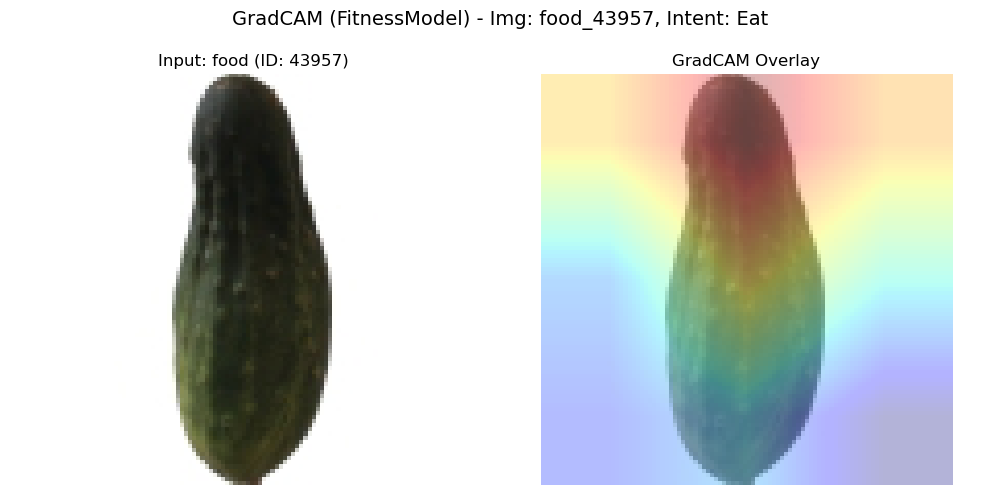 GradCAM (FitnessModel) - Img: food_43957, Intent: Eat
Input: food (ID: 43957)
GradCAM Overlay